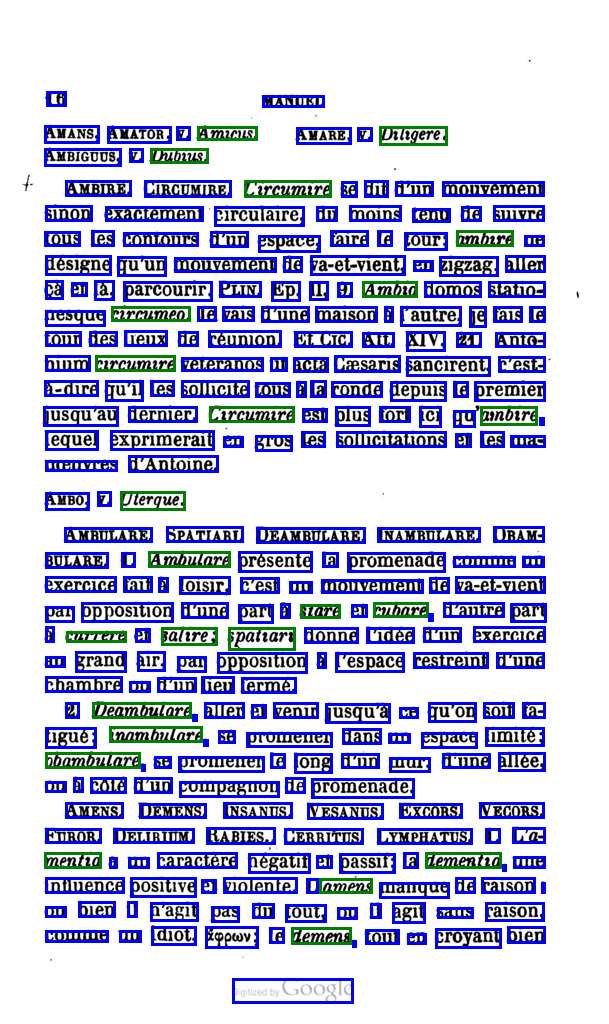 16 MANUEL
AMANS, AMATOR, v. Amicus. AMARE, v. Diligere.
AMBIGUUS, v. Dubius.
AMBIRE, CIRCUMIRE. Circumire se dit d'un mouvement
sinon exactement circulaire, du moins tenu de suivre
tous les contours d'un espace, faire le tour; ambire ne
désigne qu'un mouvement de va-et-vient, en zigzag, aller
çà et là, parcourir. PLIN. Ep. II, 9. Ambio domos statio-
nesque circumeo. Je vais d'une maison à l'autre, je fais le
tour des lieux de réunion. Et CIC. Att. XIV, 21. Anto-
nium circumire veteranos ut acta Cæsaris sancirent, c'est-
à-dire qu'il les sollicite tous à la ronde depuis le premier
jusqu'au dernier. Circumire est plus fort ici qu'ambire,
lequel exprimerait en gros les sollicitations et les ma-
nœuvres d'Antoine.
AMBO, v. Uterque.
AMBULARE, SPATIARI, DEAMBULARE, INAMBULARE, OBAM-
BULARE. 1. Ambulare présente la promenade comme un
exercice fait à loisir, c'est un mouvement de va-et-vient
par opposition d'une part à stare et cubare, d'autre part
à currere et salire; spatiari donne l'idée d'un exercice
au grand air, par opposition à l'espace restreint d'une
chambre ou d'un lieu fermé.
2. Deambulare, aller et venir jusqu'à ce qu'on soit fa-
tigué; inambulare, se promener dans un espace limité;
obambulare, se promener le long d'un mur, d'une allée,
ou à côté d'un compagnon de promenade.
AMENS, DEMENS, INSANUS, VESANUS, EXCORS, VECORS,
FUROR, DELIRIUM, RABIES, CERRITUS, LYMPHATUS. 1. L'a-
mentia a un caractère négatif et passif; la dementia, une
influence positive et violente. L'amens manque de raison;
ou bien il n'agit pas du tout, ou il agit sans raison,
comme un idiot, ἄφρων; le demens, tout en croyant bien
Digitized by Google